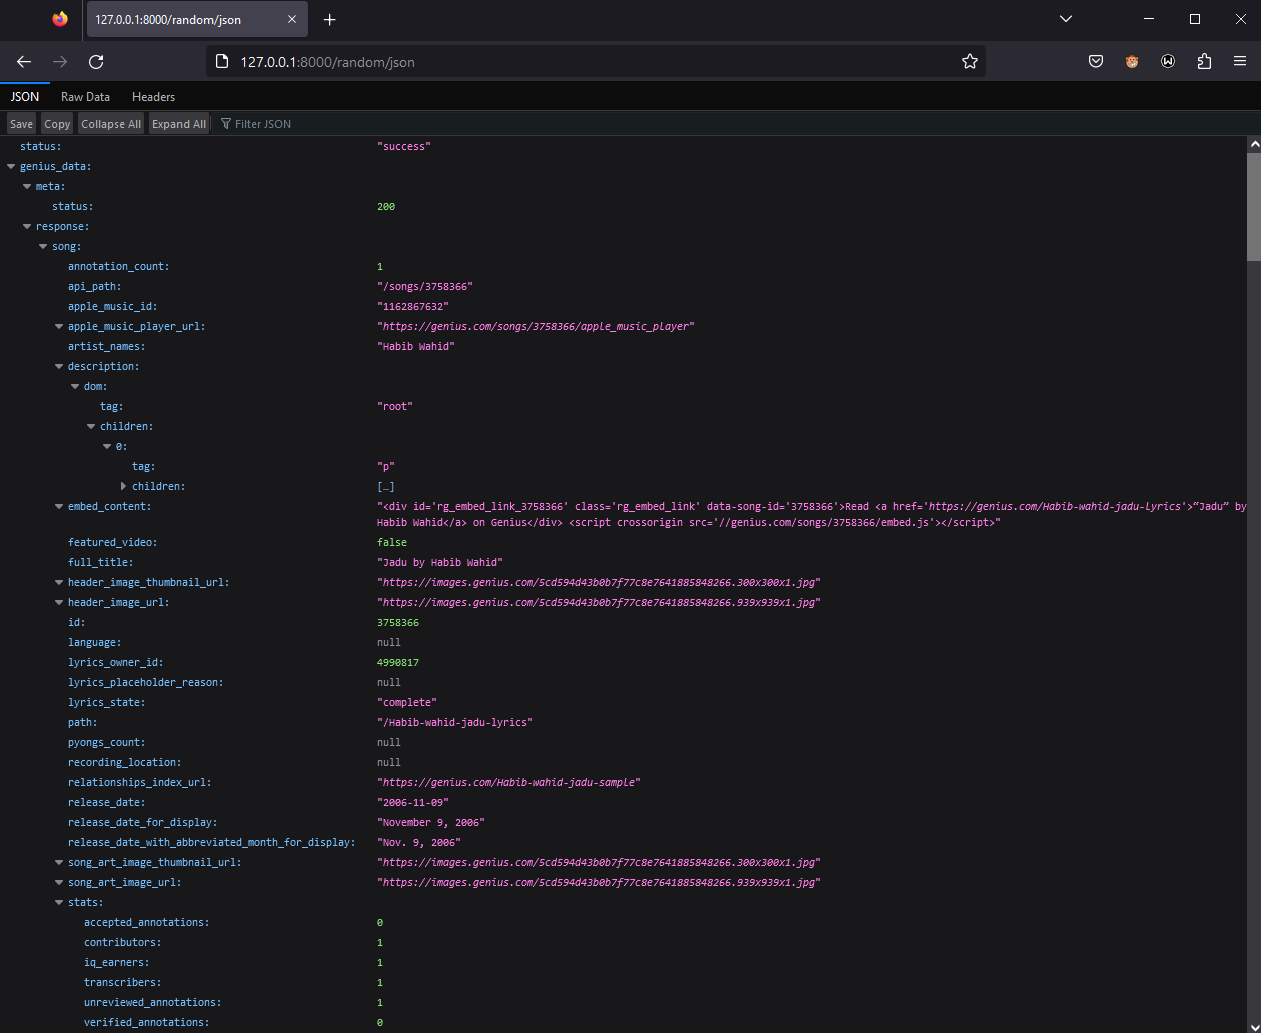 127.0.0.1:8000/random/json
127.0.0.1:8000/random/json
JSON Raw Data Headers
Save Copy Collapse All Expand All Filter JSON
status: "success"
genius_data:
meta:
status: 200
response:
song:
annotation_count: 1
api_path: "/songs/3758366"
apple_music_id: "1162867632"
apple_music_player_url: "https://genius.com/songs/3758366/apple_music_player"
artist_names: "Habib Wahid"
description:
dom:
tag: "root"
children:
0:
tag: "p"
children: […]
embed_content: "<div id='rg_embed_link_3758366' class='rg_embed_link' data-song-id='3758366'>Read <a href='https://genius.com/Habib-wahid-jadu-lyrics'>“Jadu” by
Habib Wahid</a> on Genius</div> <script crossorigin src='//genius.com/songs/3758366/embed.js'></script>"
featured_video: false
full_title: "Jadu by Habib Wahid"
header_image_thumbnail_url: "https://images.genius.com/5cd594d43b0b7f77c8e7641885848266.300x300x1.jpg"
header_image_url: "https://images.genius.com/5cd594d43b0b7f77c8e7641885848266.939x939x1.jpg"
id: 3758366
language: null
lyrics_owner_id: 4990817
lyrics_placeholder_reason: null
lyrics_state: "complete"
path: "/Habib-wahid-jadu-lyrics"
pyongs_count: null
recording_location: null
relationships_index_url: "https://genius.com/Habib-wahid-jadu-sample"
release_date: "2006-11-09"
release_date_for_display: "November 9, 2006"
release_date_with_abbreviated_month_for_display: "Nov. 9, 2006"
song_art_image_thumbnail_url: "https://images.genius.com/5cd594d43b0b7f77c8e7641885848266.300x300x1.jpg"
song_art_image_url: "https://images.genius.com/5cd594d43b0b7f77c8e7641885848266.939x939x1.jpg"
stats:
accepted_annotations: 0
contributors: 1
iq_earners: 1
transcribers: 1
unreviewed_annotations: 1
verified_annotations: 0